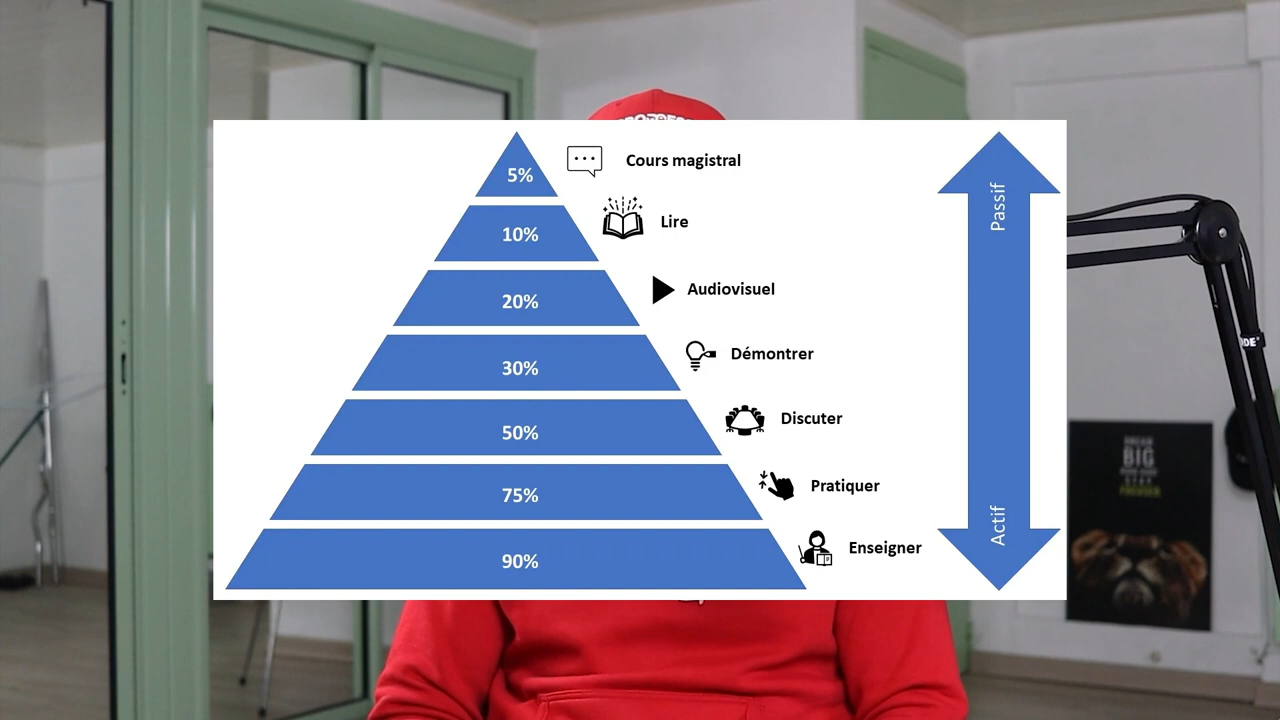 5%
Cours magistral
10%
Lire
20%
Audiovisuel
30%
Démontrer
50%
Discuter
75%
Pratiquer
90%
Enseigner
Passif
Actif
DREAM
BIG